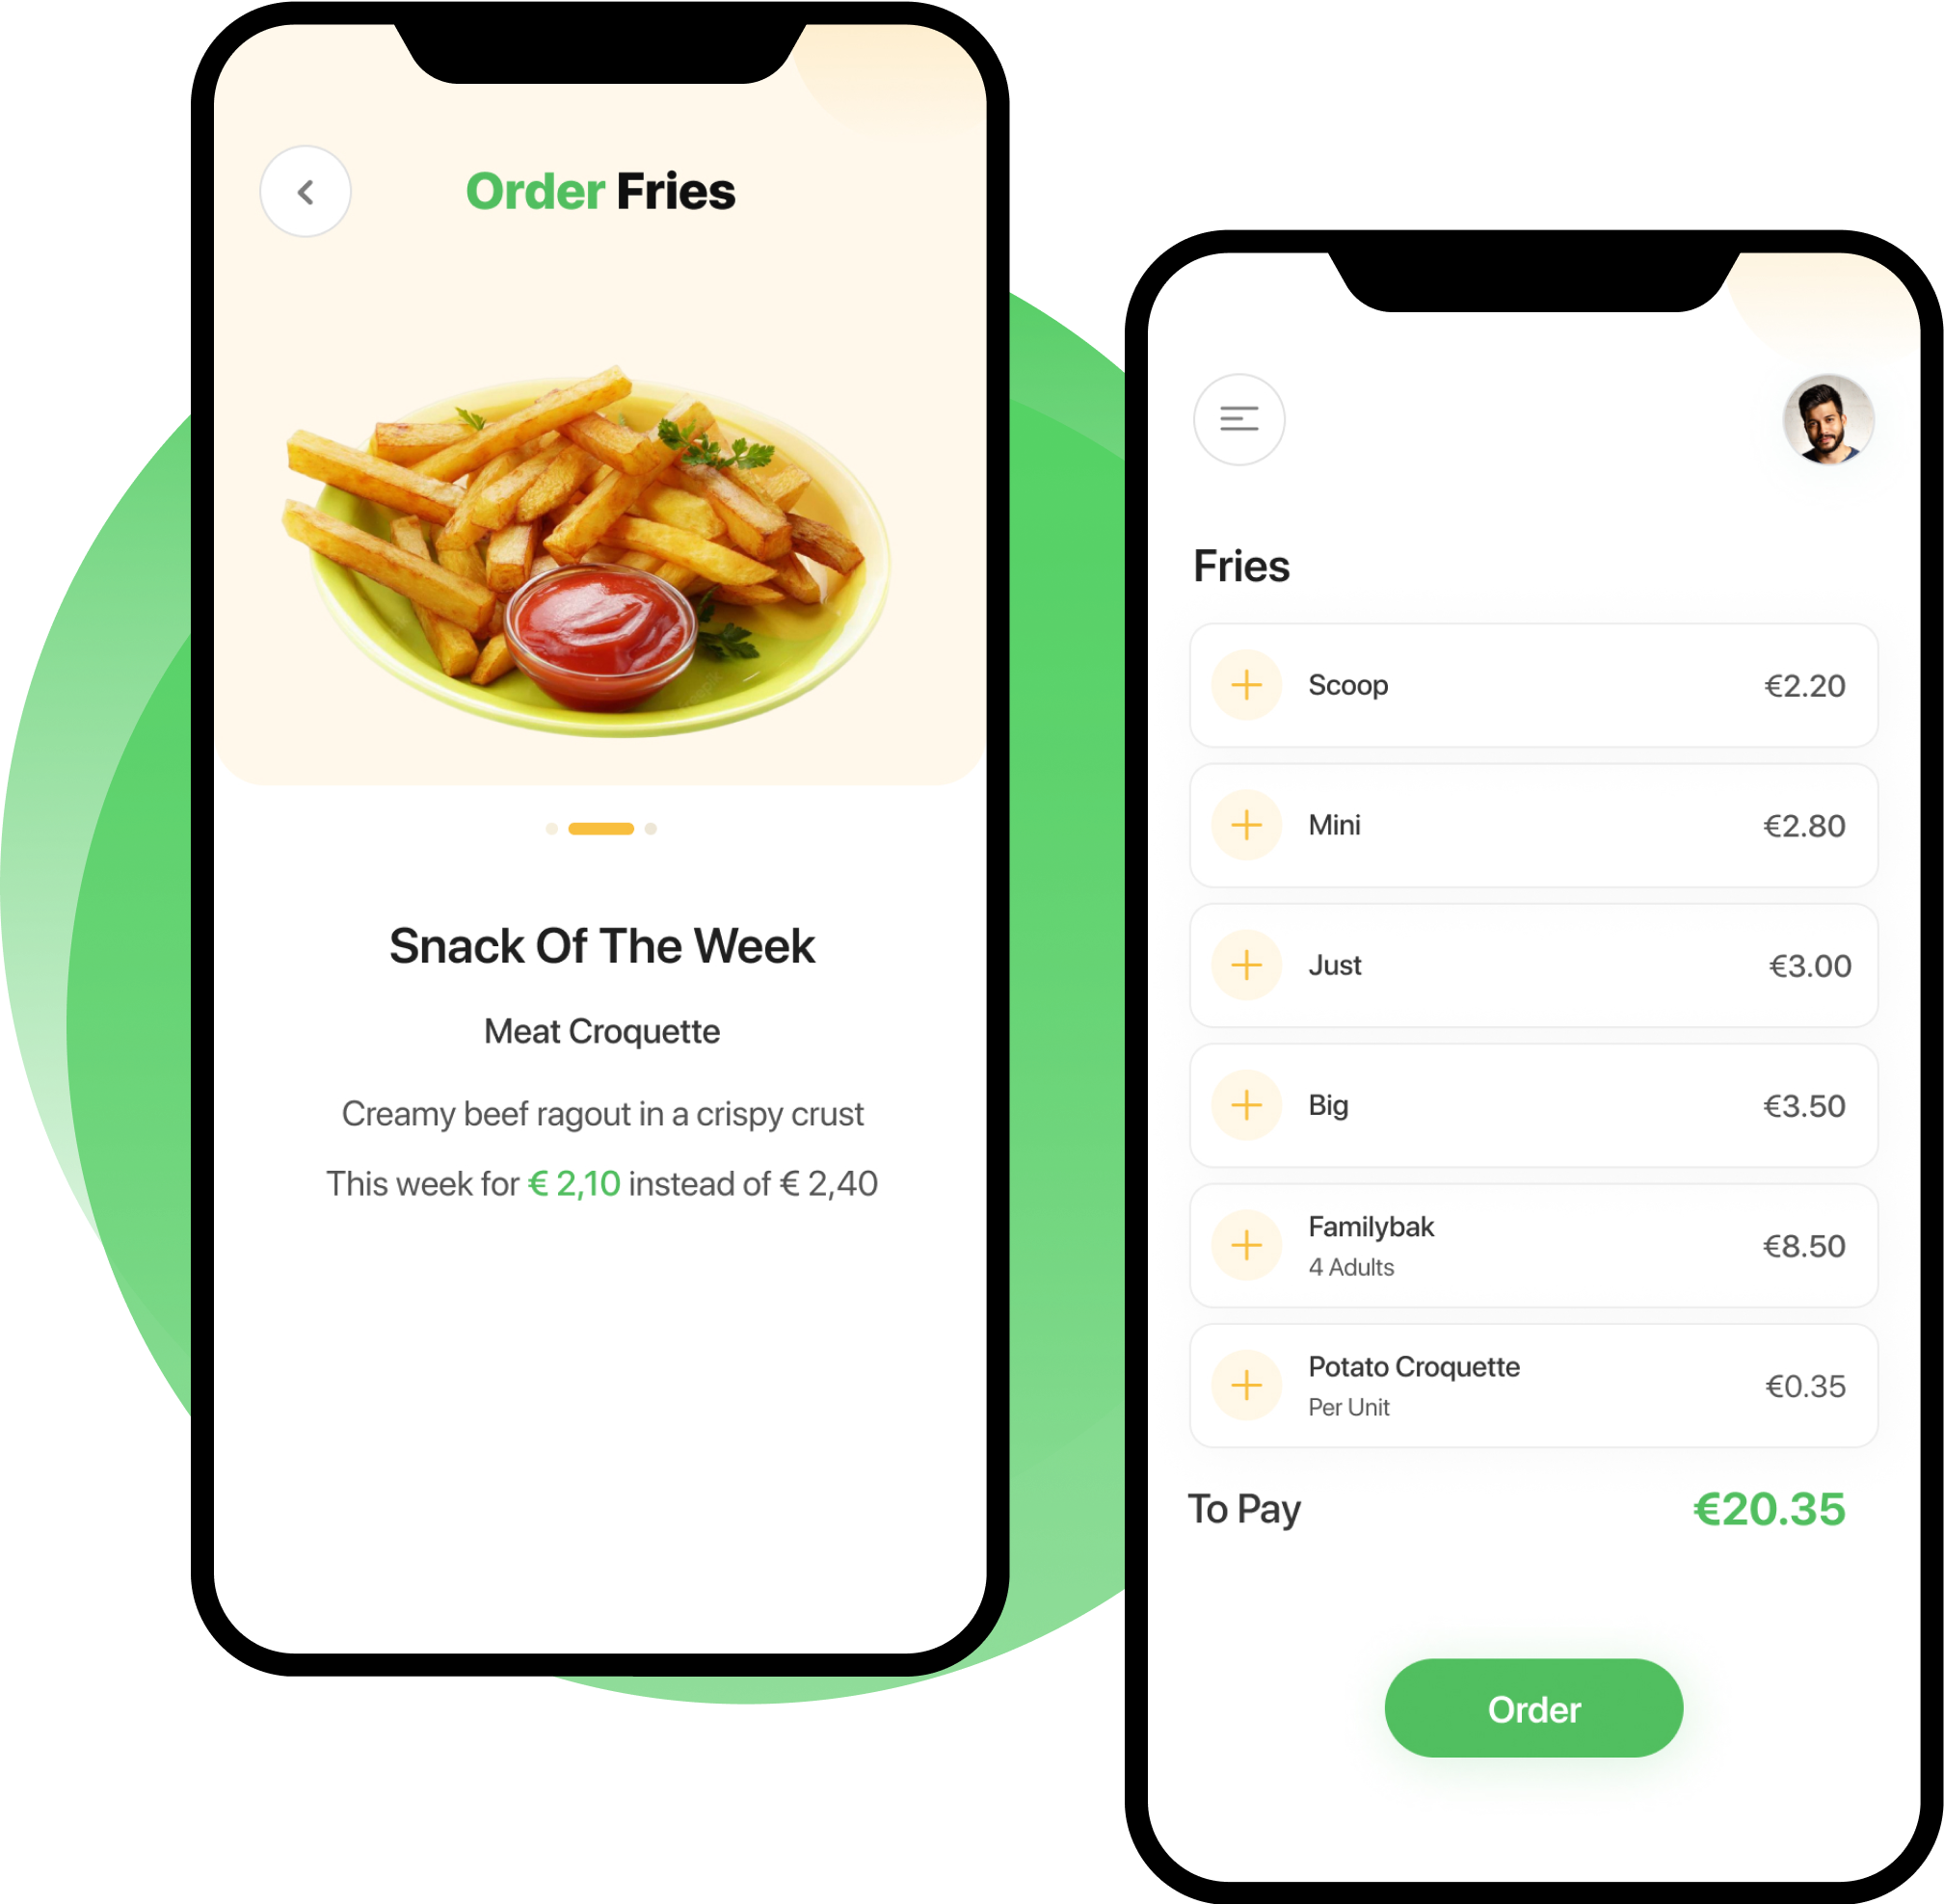 Order Fries
Snack Of The Week
Meat Croquette
Creamy beef ragout in a crispy crust
This week for € 2,10 instead of € 2,40
Fries
Scoop €2.20
Mini €2.80
Just €3.00
Big €3.50
Familybak
4 Adults
€8.50
Potato Croquette
Per Unit
€0.35
To Pay €20.35
Order